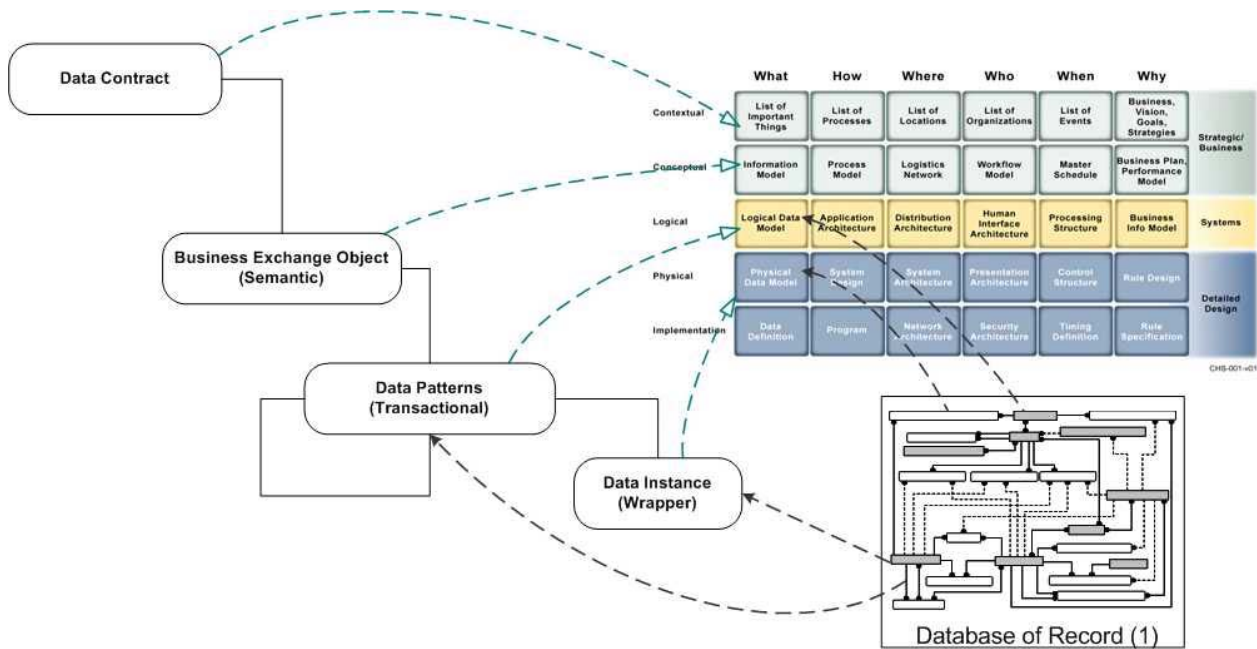 Data Contract
Business Exchange Object
(Semantic)
Data Patterns
(Transactional)
Data Instance
(Wrapper)
What How Where Who When Why
Contextual
List of
Important
Things
List of
Processes
List of
Locations
List of
Organizations
List of
Events
Business,
Vision,
Goals,
Strategies
Strategic/
Business
Conceptual
Information
Model
Process
Model
Logistics
Network
Workflow
Model
Master
Schedule
Business Plan,
Performance
Model
Logical
Logical Data
Model
Application
Architecture
Distribution
Architecture
Human
Interface
Architecture
Processing
Structure
Business
Info Model
Systems
Physical
Physical
Data Model
System
Design
System
Architecture
Presentation
Architecture
Control
Structure
Rule Design
Detailed
Design
Implementation
Data
Definition
Program
Network
Architecture
Security
Architecture
Timing
Definition
Rule
Specification
CHS-001-v01
Database of Record (1)